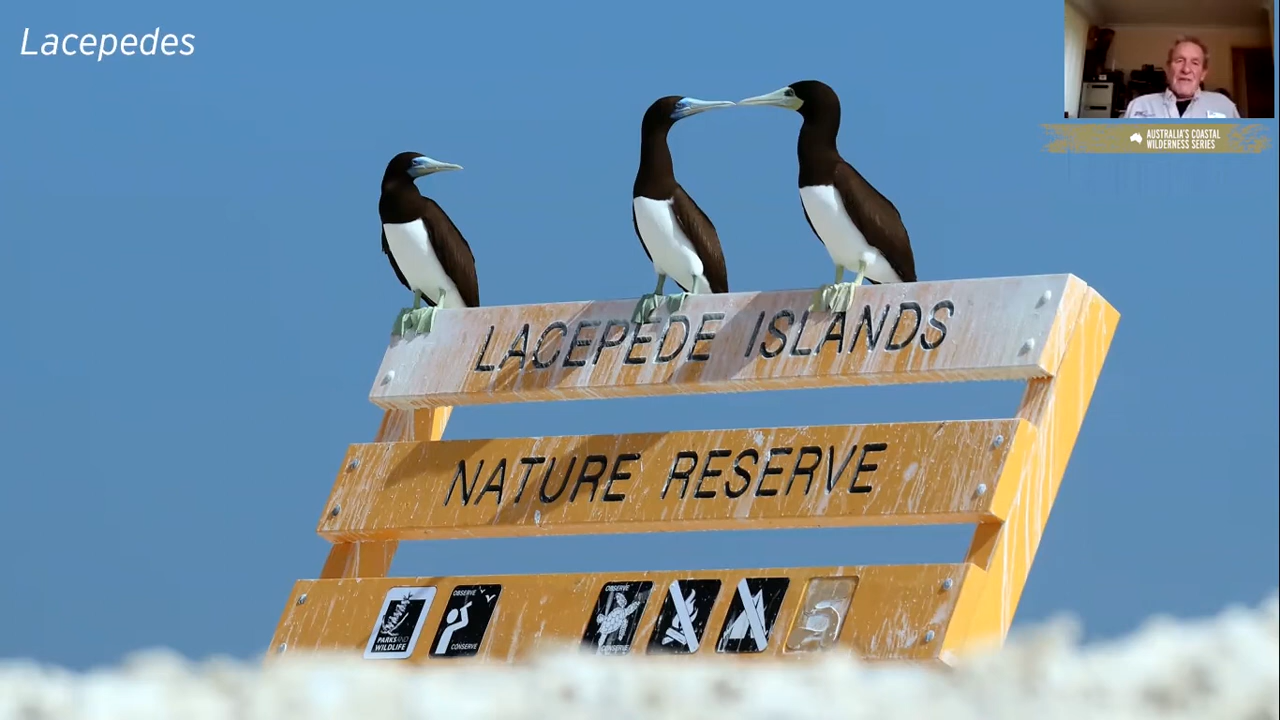 Lacepedes
AUSTRALIA'S COASTAL
WILDERNESS SERIES
LACEPEDE ISLANDS
NATURE RESERVE
PARKS AND
WILDLIFE
OBSERVE
CONSERVE
OBSERVE
CONSERVE